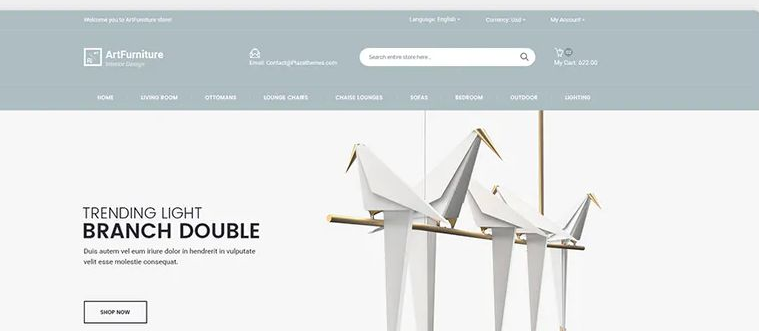 Welcome you to ArtFurniture store!
Language: English
Currency: Usd
My Account
ArtFurniture
Interior Design
Email: Contact@Plazathemes.com
Search entire store here...
My Cart: £22.00
HOME
LIVING ROOM
OTTOMANS
LOUNGE CHAIRS
CHAISE LOUNGES
SOFAS
BEDROOM
OUTDOOR
LIGHTING
TRENDING LIGHT
BRANCH DOUBLE
Duis autem vel eum iriure dolor in hendrerit in vulputate
velit esse molestie consequat.
SHOP NOW